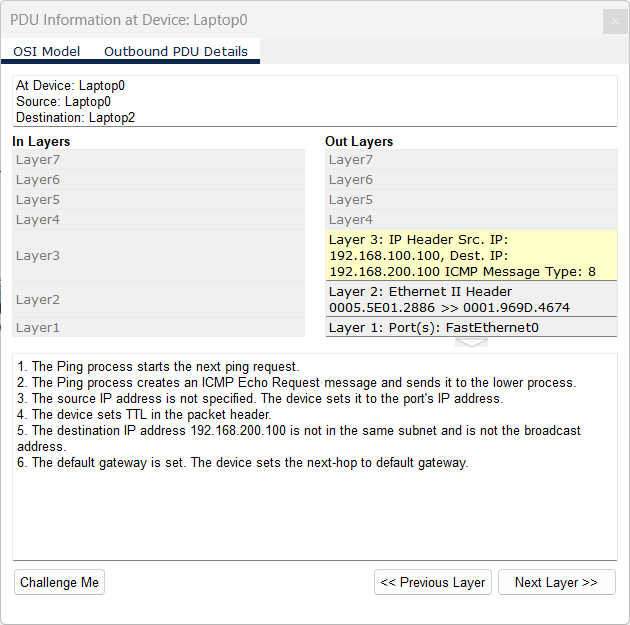 PDU Information at Device: Laptop0
OSI Model Outbound PDU Details
At Device: Laptop0
Source: Laptop0
Destination: Laptop2
In Layers
Layer7
Layer6
Layer5
Layer4
Layer3
Layer2
Layer1
Out Layers
Layer7
Layer6
Layer5
Layer4
Layer 3: IP Header Src. IP:
192.168.100.100, Dest. IP:
192.168.200.100 ICMP Message Type: 8
Layer 2: Ethernet II Header
0005.5E01.2886 >> 0001.969D.4674
Layer 1: Port(s): FastEthernet0
1. The Ping process starts the next ping request.
2. The Ping process creates an ICMP Echo Request message and sends it to the lower process.
3. The source IP address is not specified. The device sets it to the port's IP address.
4. The device sets TTL in the packet header.
5. The destination IP address 192.168.200.100 is not in the same subnet and is not the broadcast
address.
6. The default gateway is set. The device sets the next-hop to default gateway.
Challenge Me
<< Previous Layer
Next Layer >>